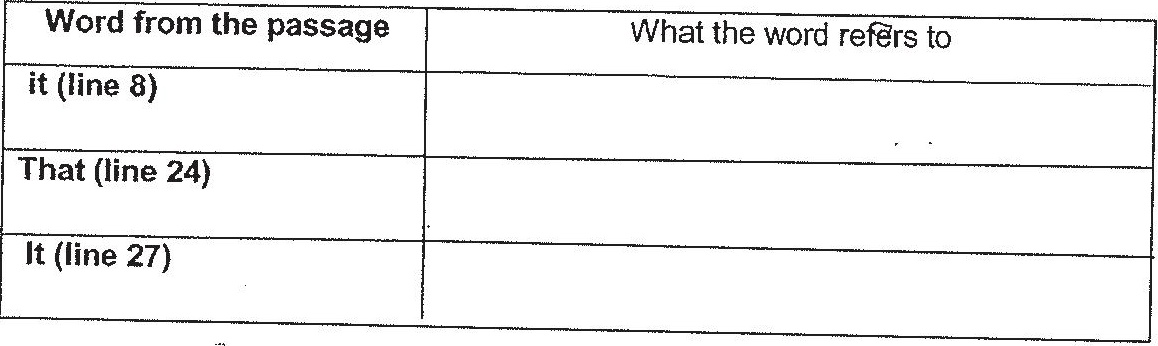 Word from the passage
What the word refers to
it (line 8)
That (line 24)
It (line 27)